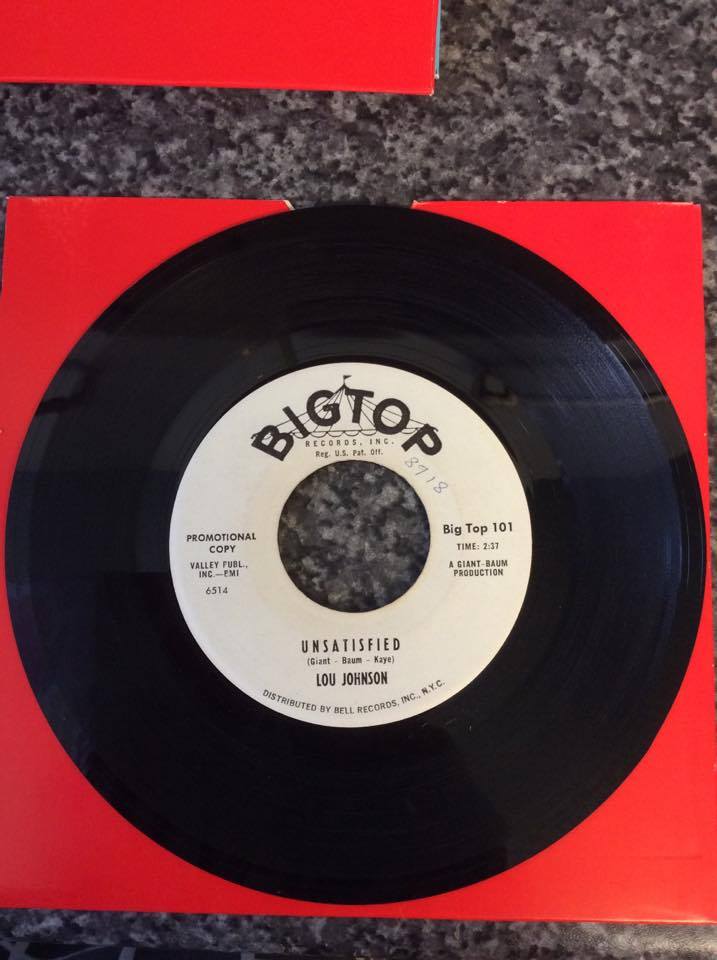 BIGTOP
RECORDS, INC.
Reg. U.S. Pat. Off.
8718
PROMOTIONAL
COPY
VALLEY PUBL.,
INC.—EMI
6514
Big Top 101
TIME: 2:37
A GIANT-BAUM
PRODUCTION
UNSATISFIED
(Giant - Baum - Kaye)
LOU JOHNSON
DISTRIBUTED BY BELL RECORDS, INC., N.Y.C.